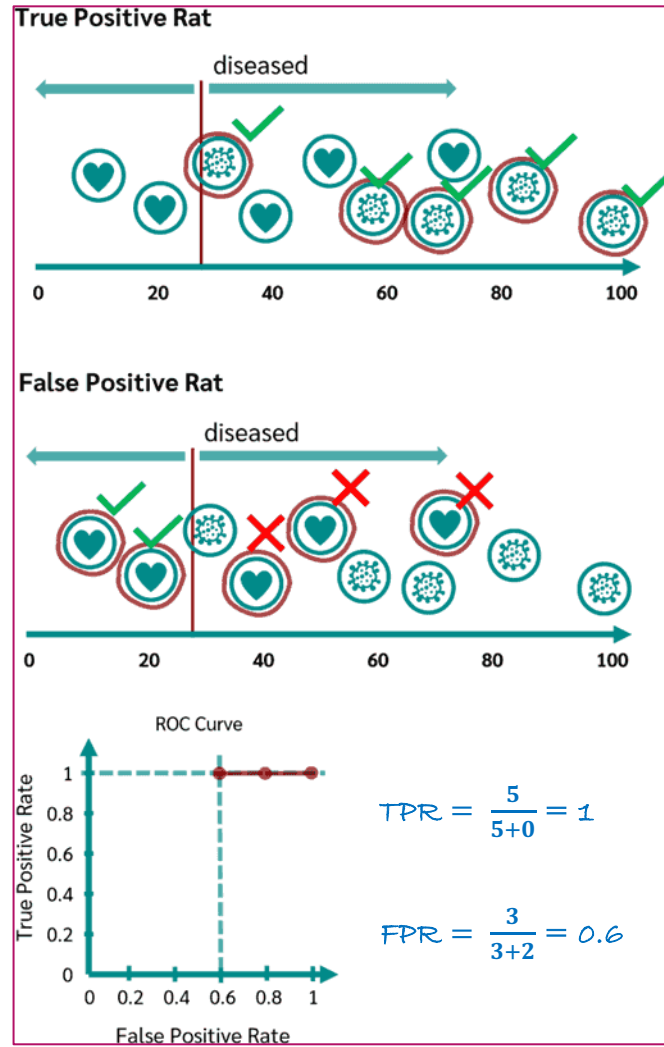 True Positive Rat
diseased
0 20 40 60 80 100
False Positive Rat
diseased
0 20 40 60 80 100
ROC Curve
True Positive Rate
1
0.8
0.6
0.4
0.2
0
0 0.2 0.4 0.6 0.8 1
False Positive Rate
TPR = 5/5+0 = 1
FPR = 3/3+2 = 0.6